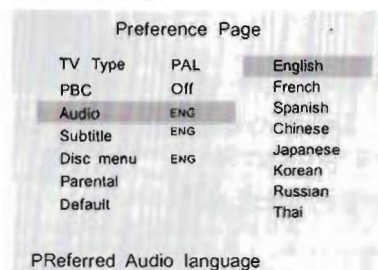 Preference Page
TV Type PAL English
PBC Off French
Audio ENG Spanish
Subtitle ENG Chinese
Disc menu ENG Japanese
Parental Korean
Default Russian
Thai
PReferred Audio language